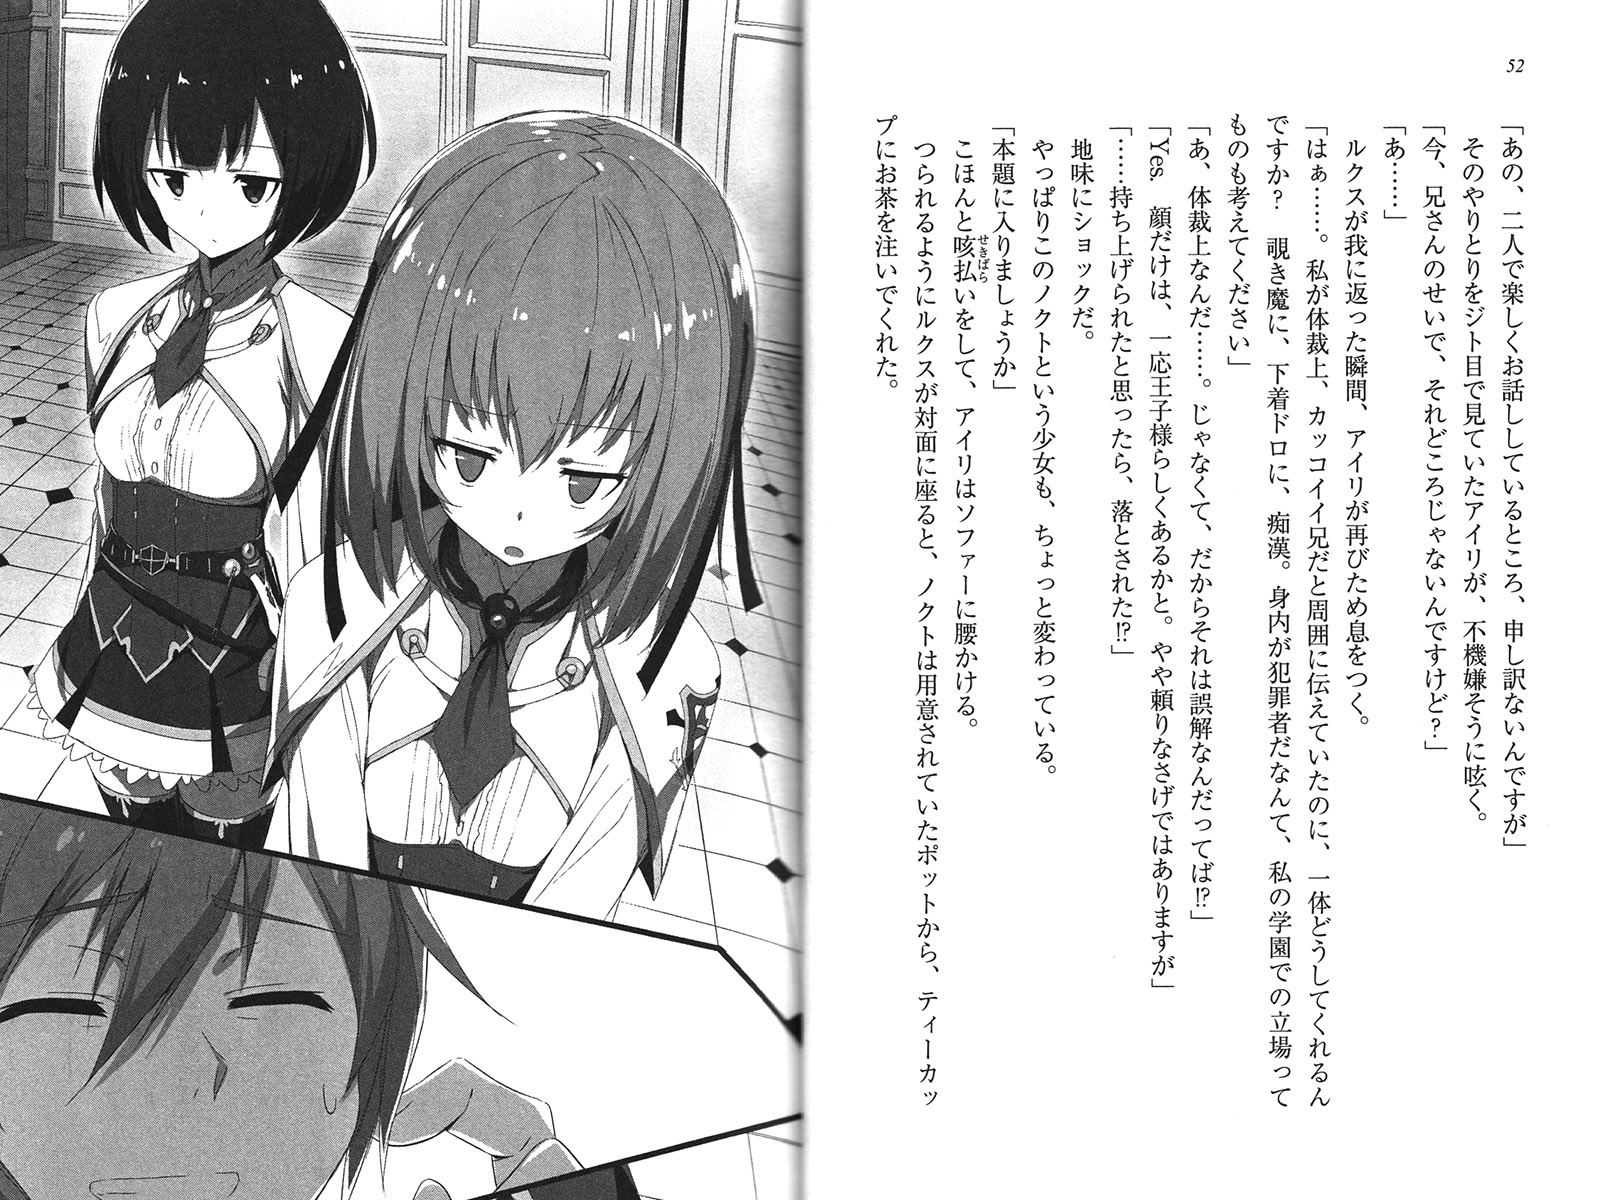 52
「あの、二人で楽しくお話ししているところ、申し訳ないんですが」
そのやりとりをジト目で見ていたアイリが、不機嫌そうに呟く。
「今、兄さんのせいで、それどころじゃないんですけど?」
「あ……」
ルクスが我に返った瞬間、アイリが再びため息をつく。
「はぁ……。私が体裁上、カッコイイ兄だと周囲に伝えていたのに、一体どうしてくれるん
ですか? 覗き魔に、下着ドロに、痴漢。身内が犯罪者だなんて、私の学園での立場って
ものも考えてください」
「あ、体裁上なんだ……。じゃなくて、だからそれは誤解なんだってば!?」
「Yes. 顔だけは、一応王子様らしくあるかと。やや頼りなさげではありますが」
「……持ち上げられたと思ったら、落とされた!?」
地味にショックだ。
やっぱりこのノクトという少女も、ちょっと変わっている。
「本題に入りましょうか」
こほんと咳払いをして、アイリはソファーに腰かける。
せきばら
つられるようにルクスが対面に座ると、ノクトは用意されていたポットから、ティーカッ
プにお茶を注いでくれた。